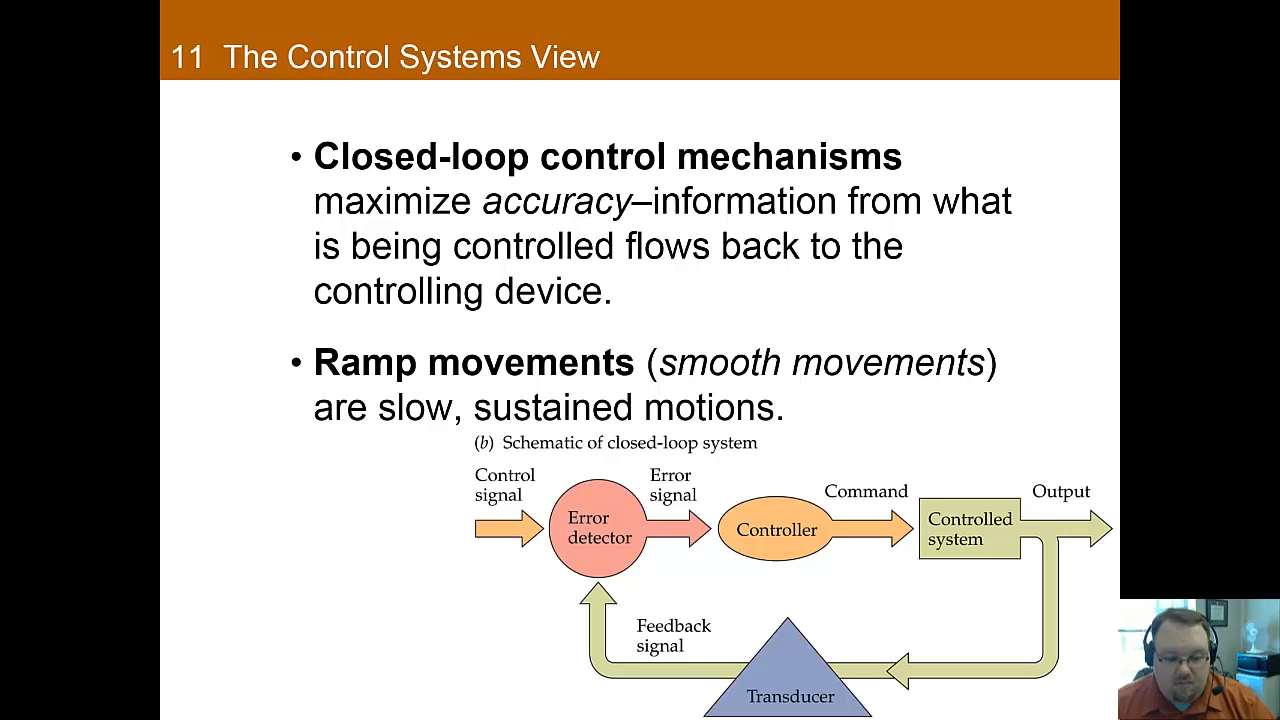 11 The Control Systems View
• Closed-loop control mechanisms
maximize accuracy–information from what
is being controlled flows back to the
controlling device.
• Ramp movements (smooth movements)
are slow, sustained motions.
(b) Schematic of closed-loop system
Control
signal
Error
detector
Error
signal
Controller
Command
Controlled
system
Output
Feedback
signal
Transducer